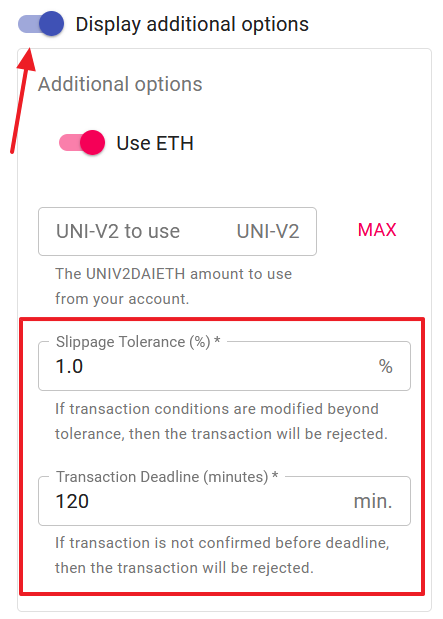 Display additional options
Additional options
Use ETH
UNI-V2 to use UNI-V2 MAX
The UNIV2DAIETH amount to use
from your account.
Slippage Tolerance (%) *
1.0 %
If transaction conditions are modified beyond
tolerance, then the transaction will be rejected.
Transaction Deadline (minutes) *
120 min.
If transaction is not confirmed before deadline,
then the transaction will be rejected.